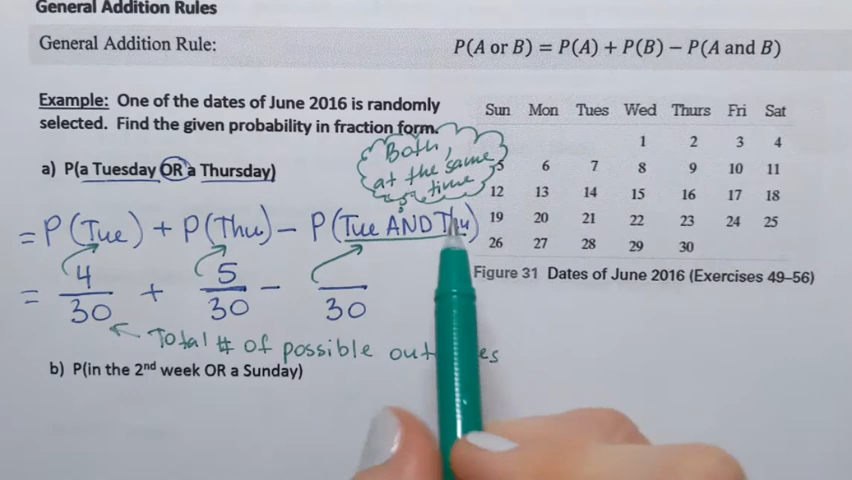 General Addition Rules
General Addition Rule: P(A or B) = P(A) + P(B) − P(A and B)
Example: One of the dates of June 2016 is randomly
selected. Find the given probability in fraction form.
a) P(a Tuesday OR a Thursday)
Both,
at the same
time
= P(Tue) + P(Thu) − P(Tue AND Thu)
= 4/30 + 5/30 − /30
Total # of possible
b) P(in the 2nd week OR a Sunday)
Sun Mon Tues Wed Thurs Fri Sat
1 2 3 4
5 6 7 8 9 10 11
12 13 14 15 16 17 18
19 20 21 22 23 24 25
26 27 28 29 30
Figure 31 Dates of June 2016 (Exercises 49–56)